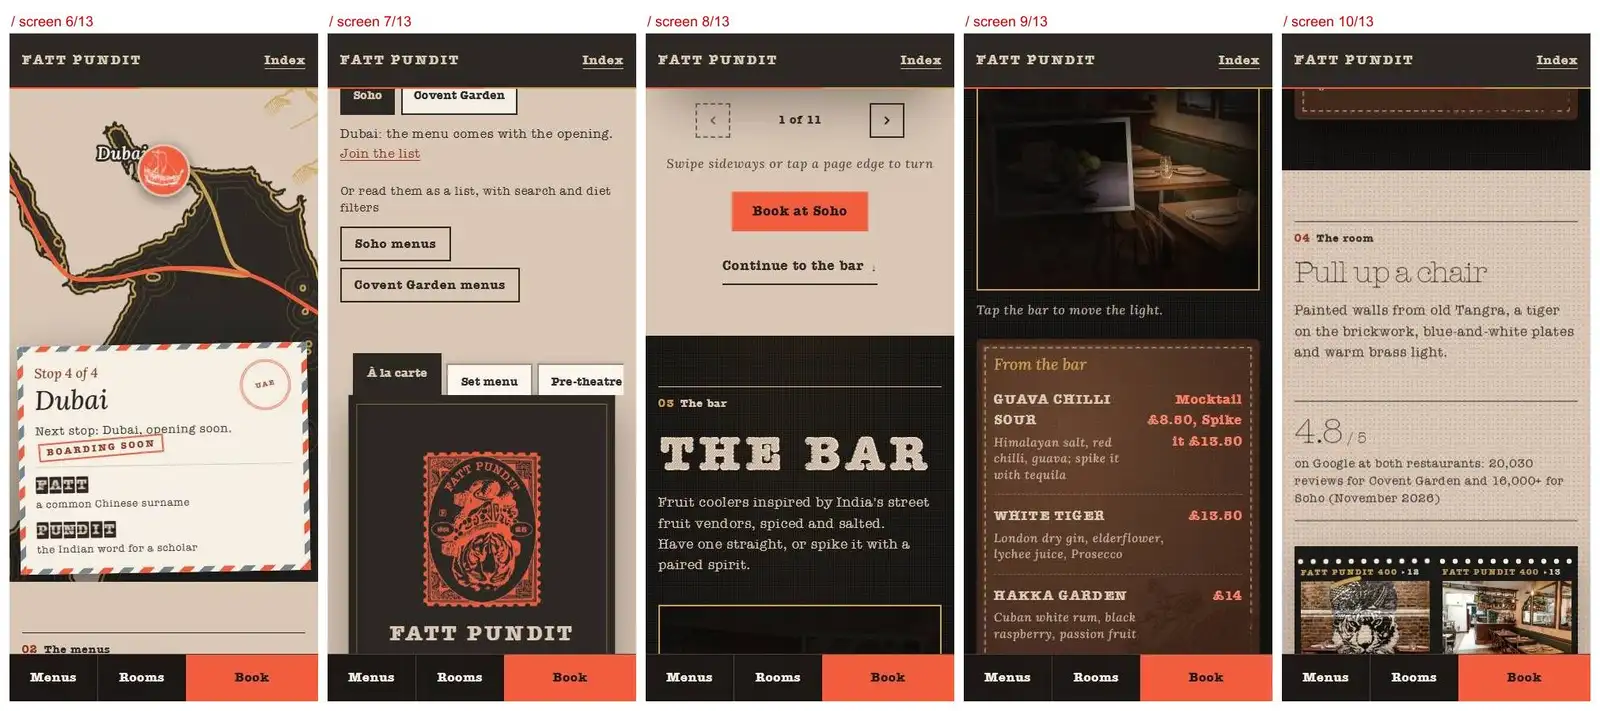 / screen 6/13
FATT PUNDIT
Index
Dubai
Stop 4 of 4
UAE
Dubai
Next stop: Dubai, opening soon.
BOARDING SOON
FATT
a common Chinese surname
PUNDIT
the Indian word for a scholar
02 The menus
Menus
Rooms
Book
/ screen 7/13
FATT PUNDIT
Index
Soho
Covent Garden
Dubai: the menu comes with the opening.
Join the list
Or read them as a list, with search and diet
filters
Soho menus
Covent Garden menus
À la carte
Set menu
Pre-theatre
FATT PUNDIT
FATT PUNDIT
Menus
Rooms
Book
/ screen 8/13
FATT PUNDIT
Index
1 of 11
Swipe sideways or tap a page edge to turn
Book at Soho
Continue to the bar ↓
03 The bar
THE BAR
Fruit coolers inspired by India's street
fruit vendors, spiced and salted.
Have one straight, or spike it with a
paired spirit.
Menus
Rooms
Book
/ screen 9/13
FATT PUNDIT
Index
Tap the bar to move the light.
From the bar
GUAVA CHILLI
SOUR
Mocktail
£8.50, Spike
it £13.50
Himalayan salt, red
chilli, guava; spike it
with tequila
WHITE TIGER
£13.50
London dry gin, elderflower,
lychee juice, Prosecco
HAKKA GARDEN
£14
Cuban white rum, black
raspberry, passion fruit
Menus
Rooms
Book
/ screen 10/13
FATT PUNDIT
Index
04 The room
Pull up a chair
Painted walls from old Tangra, a tiger
on the brickwork, blue-and-white plates
and warm brass light.
4.8 / 5
on Google at both restaurants: 20,030
reviews for Covent Garden and 16,000+ for
Soho (November 2026)
FATT PUNDIT 400 · 12
FATT PUNDIT 400 · 13
Menus
Rooms
Book